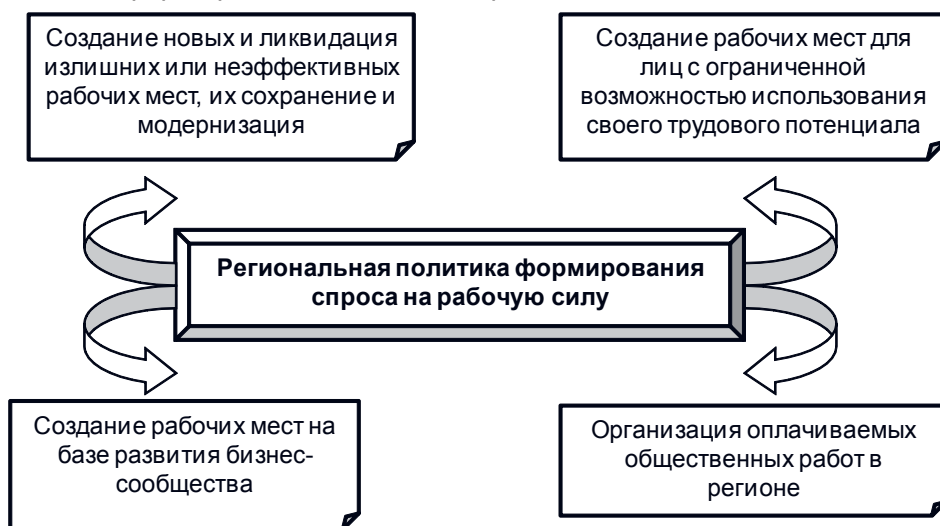 Создание новых и ликвидация
излишних или неэффективных
рабочих мест, их сохранение и
модернизация
Создание рабочих мест для
лиц с ограниченной
возможностью использования
своего трудового потенциала
Региональная политика формирования
спроса на рабочую силу
Создание рабочих мест на
базе развития бизнес-
сообщества
Организация оплачиваемых
общественных работ в
регионе